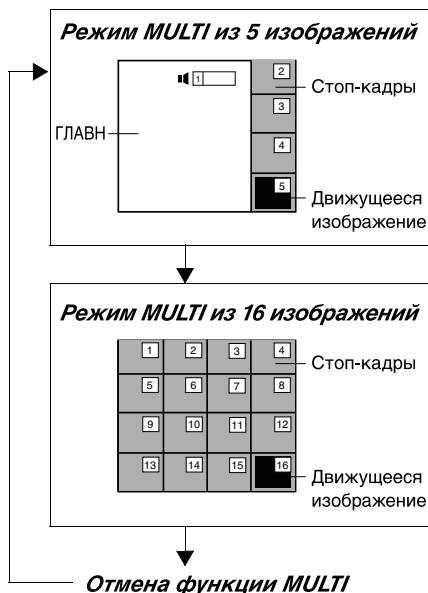 Режим MULTI из 5 изображений
1
2
Стоп-кадры
3
ГЛАВН
4
5
Движущееся
изображение
Режим MULTI из 16 изображений
1 2 3 4
Стоп-кадры
5 6 7 8
9 10 11 12
13 14 15 16
Движущееся
изображение
Отмена функции MULTI